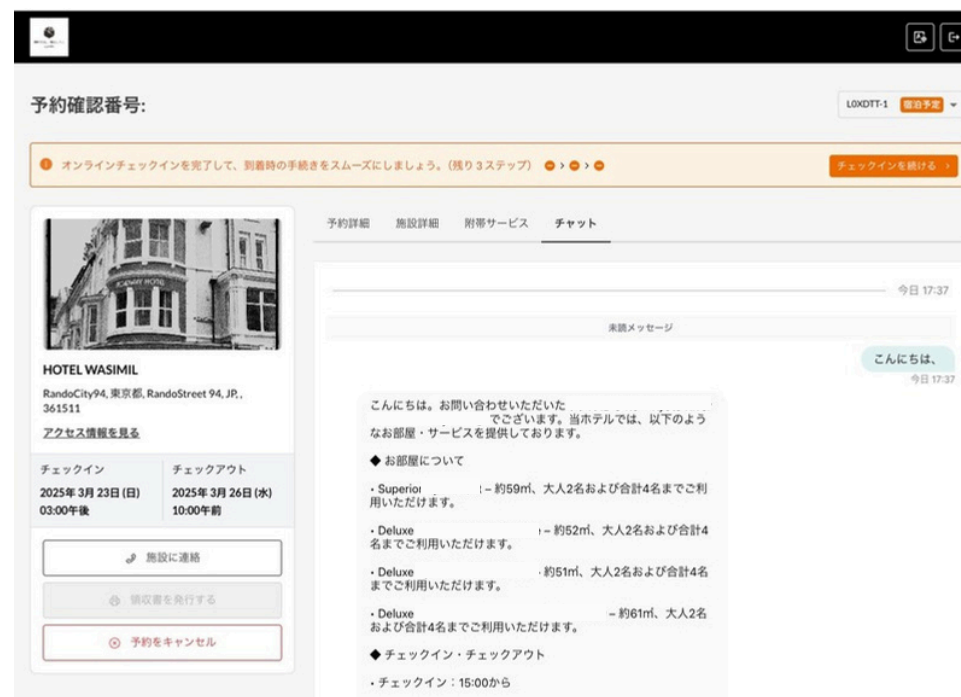 予約確認番号:
L0XDTT-1 宿泊予定
オンラインチェックインを完了して、到着時の手続きをスムーズにしましょう。(残り3ステップ)
チェックインを続ける
HOTEL WASIMIL
RandoCity94, 東京都, RandoStreet 94, JP, ,
361511
アクセス情報を見る
チェックイン
2025年 3月 23日 (日)
03:00午後
チェックアウト
2025年 3月 26日 (水)
10:00午前
施設に連絡
領収書を発行する
予約をキャンセル
予約詳細 施設詳細 附帯サービス チャット
今日 17:37
未読メッセージ
こんにちは、
今日 17:37
こんにちは。お問い合わせいただいた
でございます。当ホテルでは、以下のよう
なお部屋・サービスを提供しております。
◆ お部屋について
・Superior – 約59㎡、大人2名および合計4名までご利
用いただけます。
・Deluxe – 約52㎡、大人2名および合計4
名までご利用いただけます。
・Deluxe 約51㎡、大人2名および合計4名
までご利用いただけます。
・Deluxe – 約61㎡、大人2名
および合計4名までご利用いただけます。
◆ チェックイン・チェックアウト
・チェックイン：15:00から